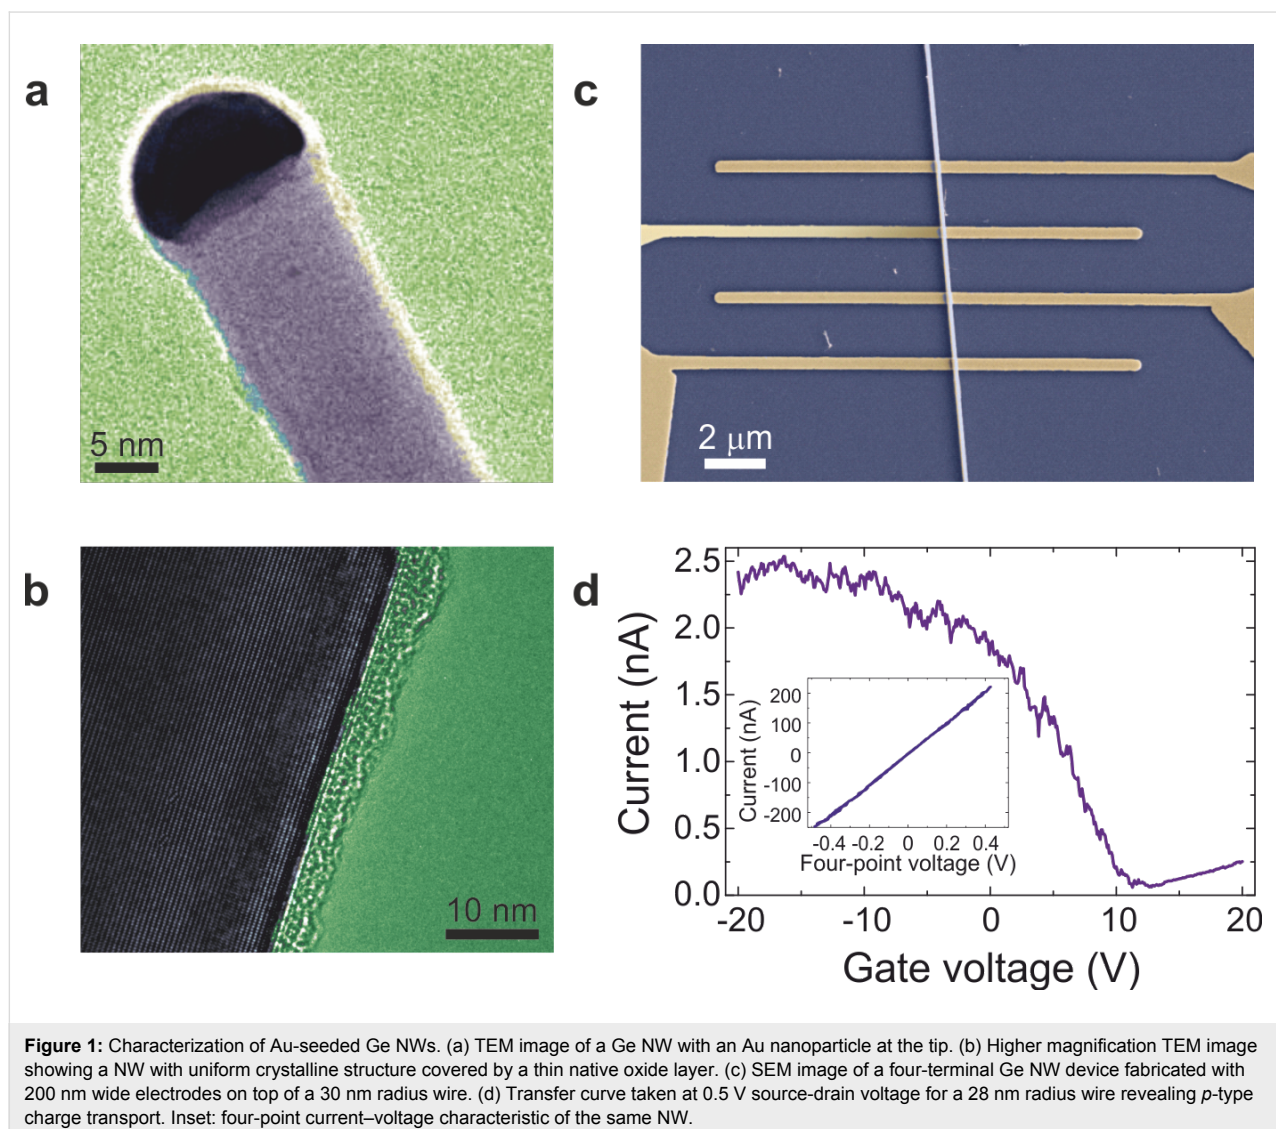 a
5 nm
c
2 μm
b
10 nm
d
2.5
2.0
1.5
1.0
0.5
0.0
Current (nA)
-20
-10
0
10
20
Gate voltage (V)
200
100
0
-100
-200
Current (nA)
-0.4
-0.2
0
0.2
0.4
Four-point voltage (V)
Figure 1: Characterization of Au-seeded Ge NWs. (a) TEM image of a Ge NW with an Au nanoparticle at the tip. (b) Higher magnification TEM image
showing a NW with uniform crystalline structure covered by a thin native oxide layer. (c) SEM image of a four-terminal Ge NW device fabricated with
200 nm wide electrodes on top of a 30 nm radius wire. (d) Transfer curve taken at 0.5 V source-drain voltage for a 28 nm radius wire revealing p-type
charge transport. Inset: four-point current–voltage characteristic of the same NW.